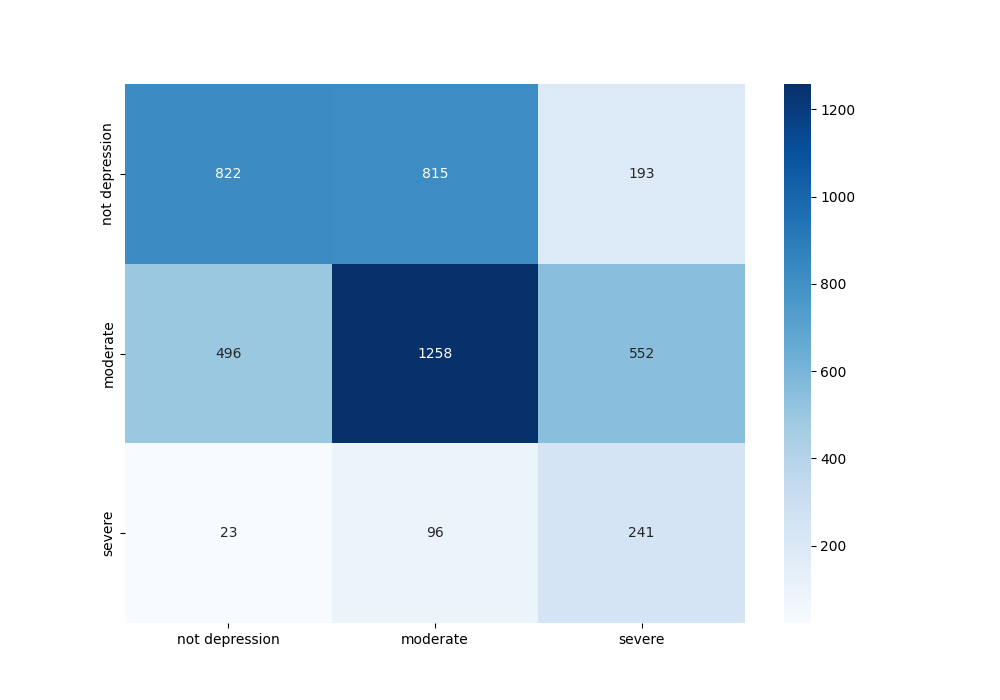 1200
not depression 822 815 193
1000
800
moderate 496 1258 552
600
400
severe 23 96 241
200
not depression moderate severe